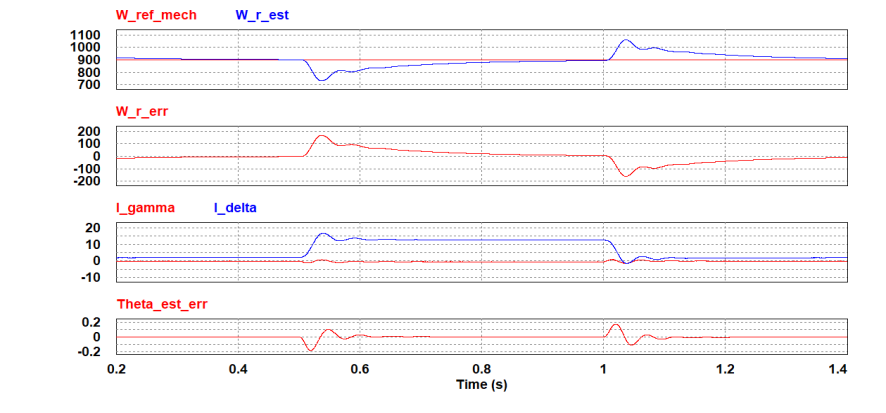 W_ref_mech W_r_est
1100
1000
900
800
700
W_r_err
200
100
0
-100
-200
I_gamma I_delta
20
10
0
-10
Theta_est_err
0.2
0
-0.2
0.2 0.4 0.6 0.8 1 1.2 1.4
Time (s)